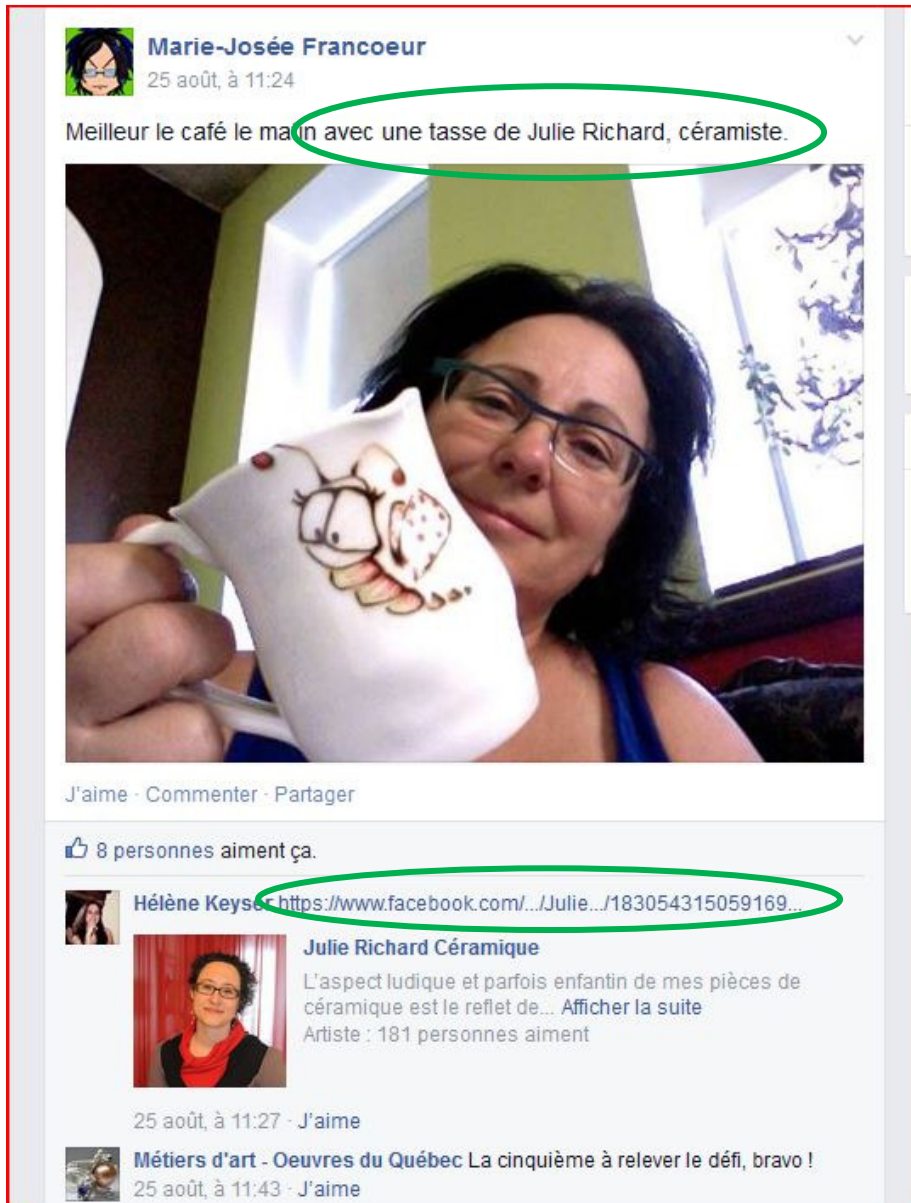 Marie-Josée Francoeur
25 août, à 11:24
Meilleur le café le matin avec une tasse de Julie Richard, céramiste.
J'aime · Commenter · Partager
8 personnes aiment ça.
Hélène Keyser https://www.facebook.com/.../Julie.../183054315059169...
Julie Richard Céramique
L'aspect ludique et parfois enfantin de mes pièces de
céramique est le reflet de... Afficher la suite
Artiste : 181 personnes aiment
25 août, à 11:27 · J'aime
Métiers d'art - Oeuvres du Québec La cinquième à relever le défi, bravo !
25 août, à 11:43 · J'aime